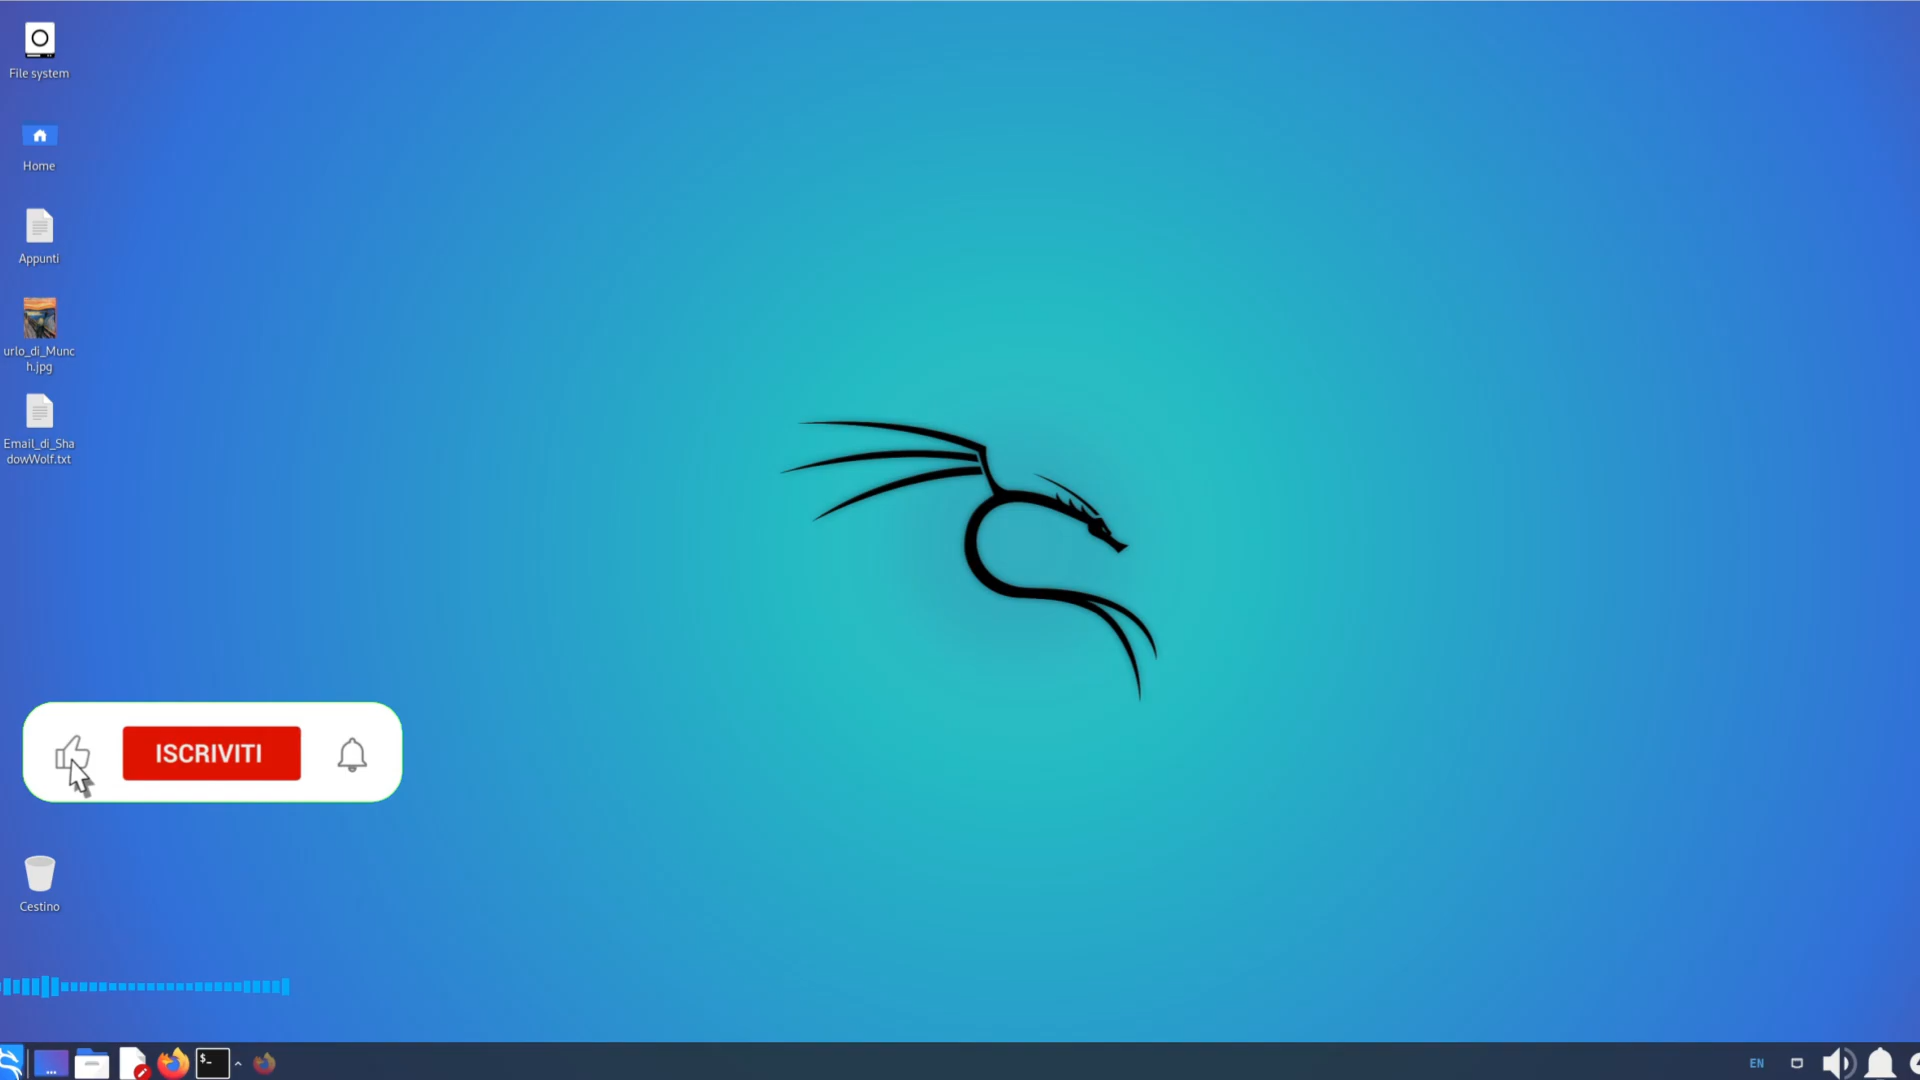 File system
Home
Appunti
urlo_di_Munc
h.jpg
Email_di_Sha
dowWolf.txt
ISCRIVITI
Cestino
$_
EN